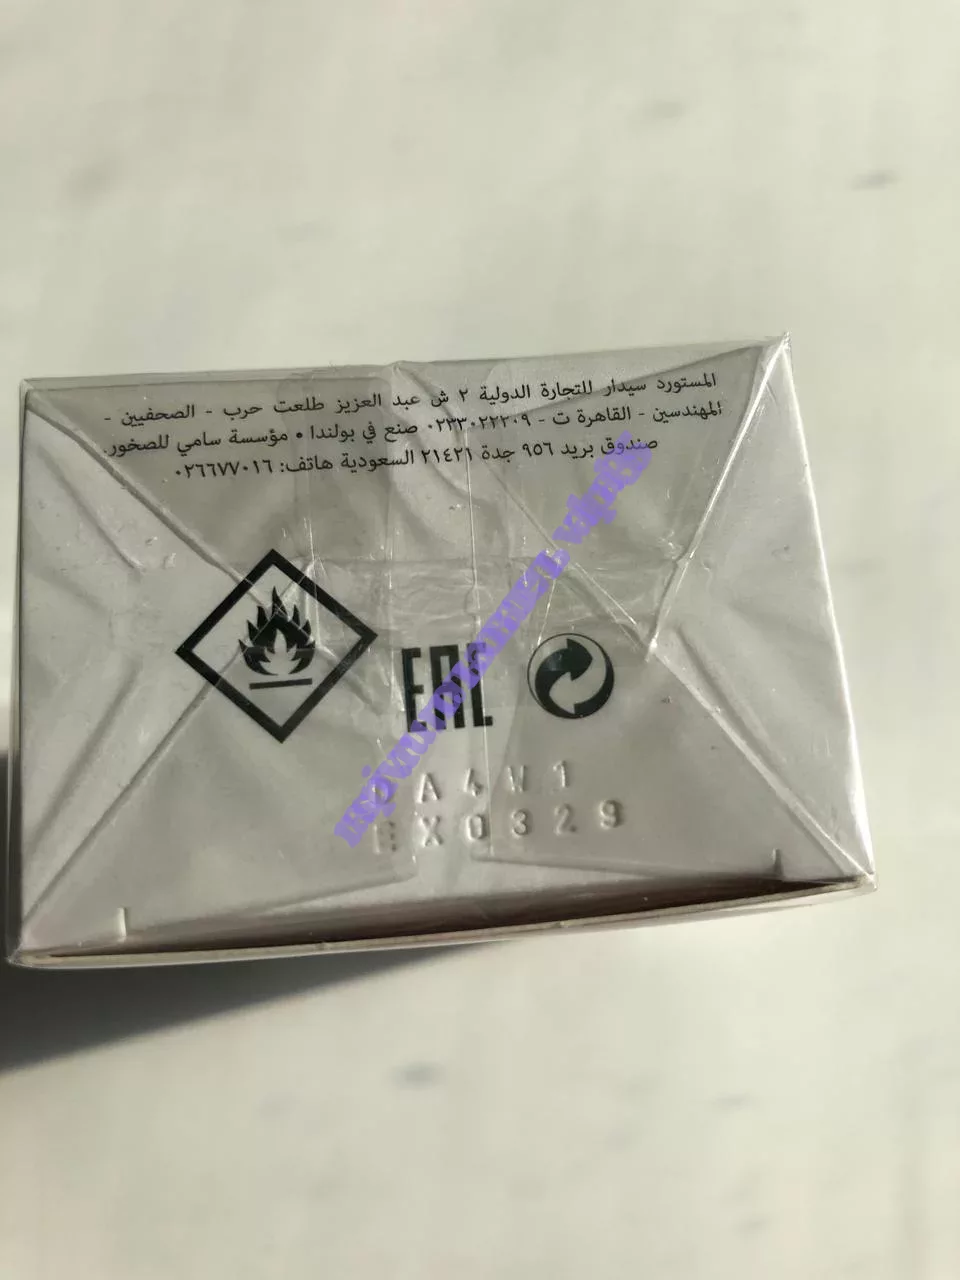 المستورد سيدار للتجارة الدولية ٢ ش عبد العزيز طلعت حرب - الصحفيين -
المهندسين - القاهرة ت - ٠٢٣٣٠٢٢٢٠٩ صنع في بولندا • مؤسسة سامي للصخور.
صندوق بريد ٩٥٦ جدة ٢١٤٢١ السعودية هاتف: ٠٢٦٦٧٧٠١٦
EAC
A4W1
EX0329